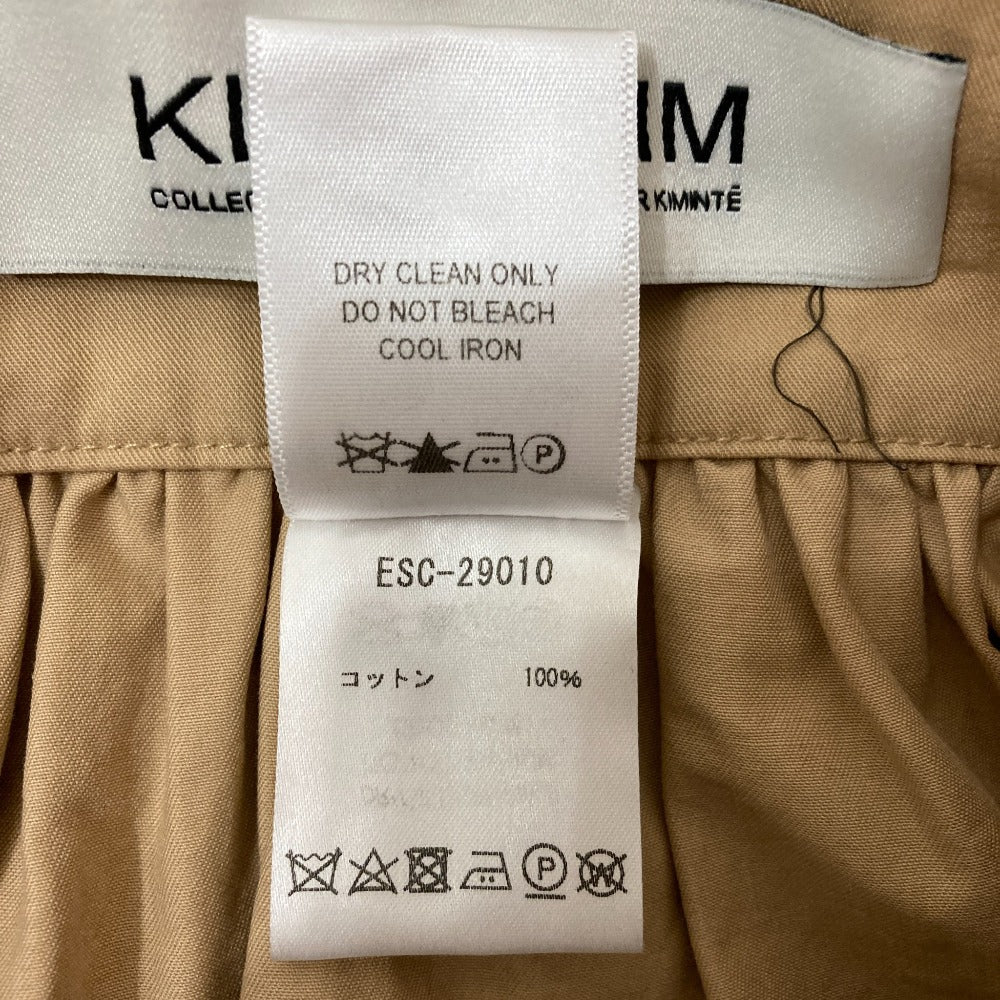 KI IM
COLLEC R KIMINTÉ
DRY CLEAN ONLY
DO NOT BLEACH
COOL IRON
P
ESC-29010
コットン 100%
P W